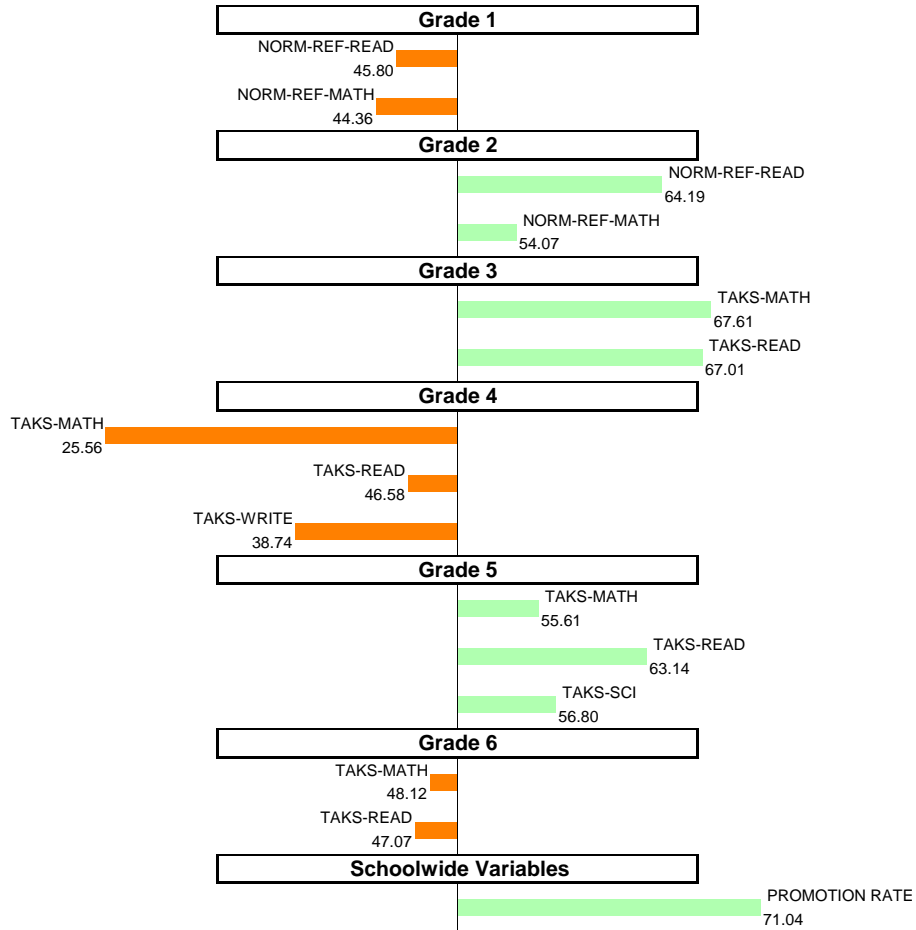 Grade 1
NORM-REF-READ
45.80
NORM-REF-MATH
44.36
Grade 2
NORM-REF-READ
64.19
NORM-REF-MATH
54.07
Grade 3
TAKS-MATH
67.61
TAKS-READ
67.01
Grade 4
TAKS-MATH
25.56
TAKS-READ
46.58
TAKS-WRITE
38.74
Grade 5
TAKS-MATH
55.61
TAKS-READ
63.14
TAKS-SCI
56.80
Grade 6
TAKS-MATH
48.12
TAKS-READ
47.07
Schoolwide Variables
PROMOTION RATE
71.04